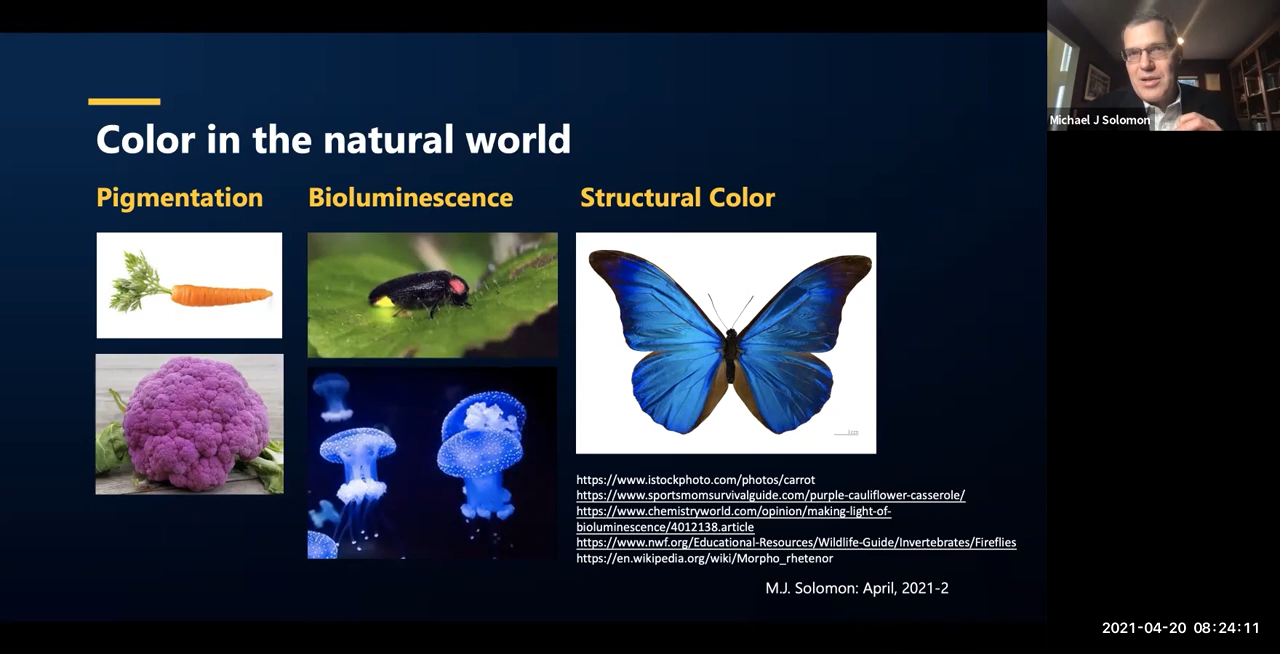 Color in the natural world
Pigmentation
Bioluminescence
Structural Color
https://www.istockphoto.com/photos/carrot
https://www.sportsmomsurvivalguide.com/purple-cauliflower-casserole/
https://www.chemistryworld.com/opinion/making-light-of-
bioluminescence/4012138.article
https://www.nwf.org/Educational-Resources/Wildlife-Guide/Invertebrates/Fireflies
https://en.wikipedia.org/wiki/Morpho_rhetenor
M.J. Solomon: April, 2021-2
Michael J Solomon
2021-04-20 08:24:11